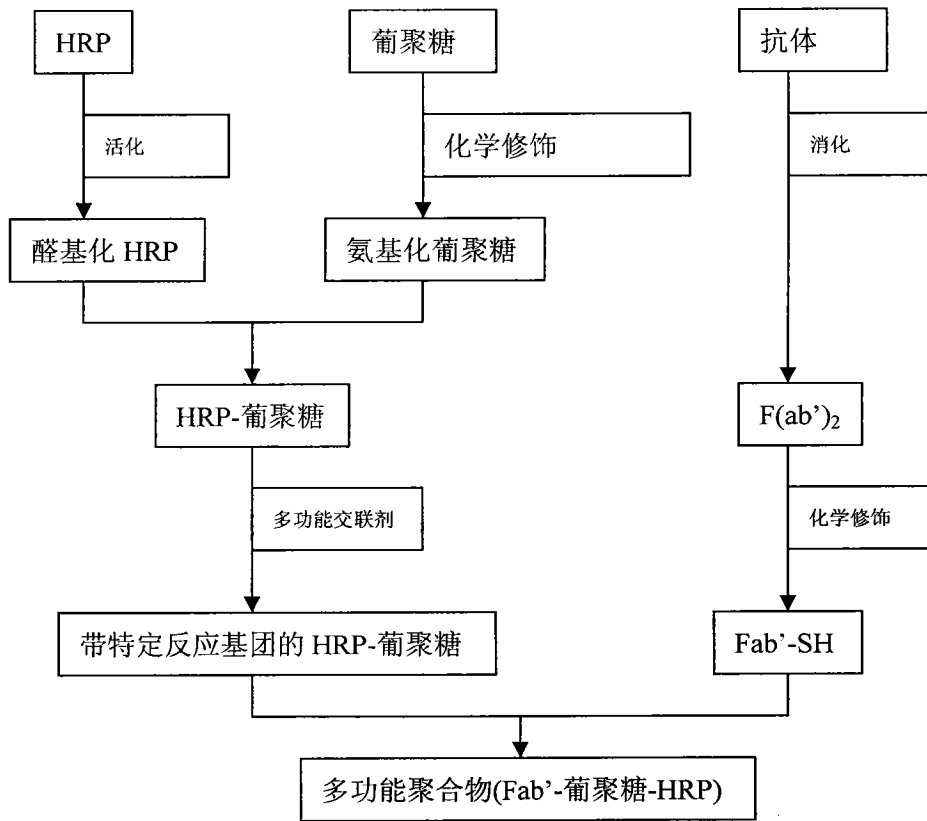 HRP
葡聚糖
抗体
活化
化学修饰
消化
醛基化 HRP
氨基化葡聚糖
HRP-葡聚糖
F(ab’)₂
多功能交联剂
化学修饰
带特定反应基团的 HRP-葡聚糖
Fab’-SH
多功能聚合物(Fab’-葡聚糖-HRP)